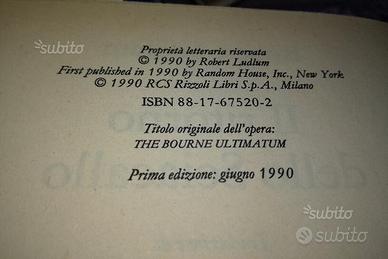 subito
Proprietà letteraria riservata
© 1990 by Robert Ludlum
First published in 1990 by Random House, Inc., New York
© 1990 RCS Rizzoli Libri S.p.A., Milano
ISBN 88-17-67520-2
Titolo originale dell'opera:
THE BOURNE ULTIMATUM
Prima edizione: giugno 1990
subito
subito